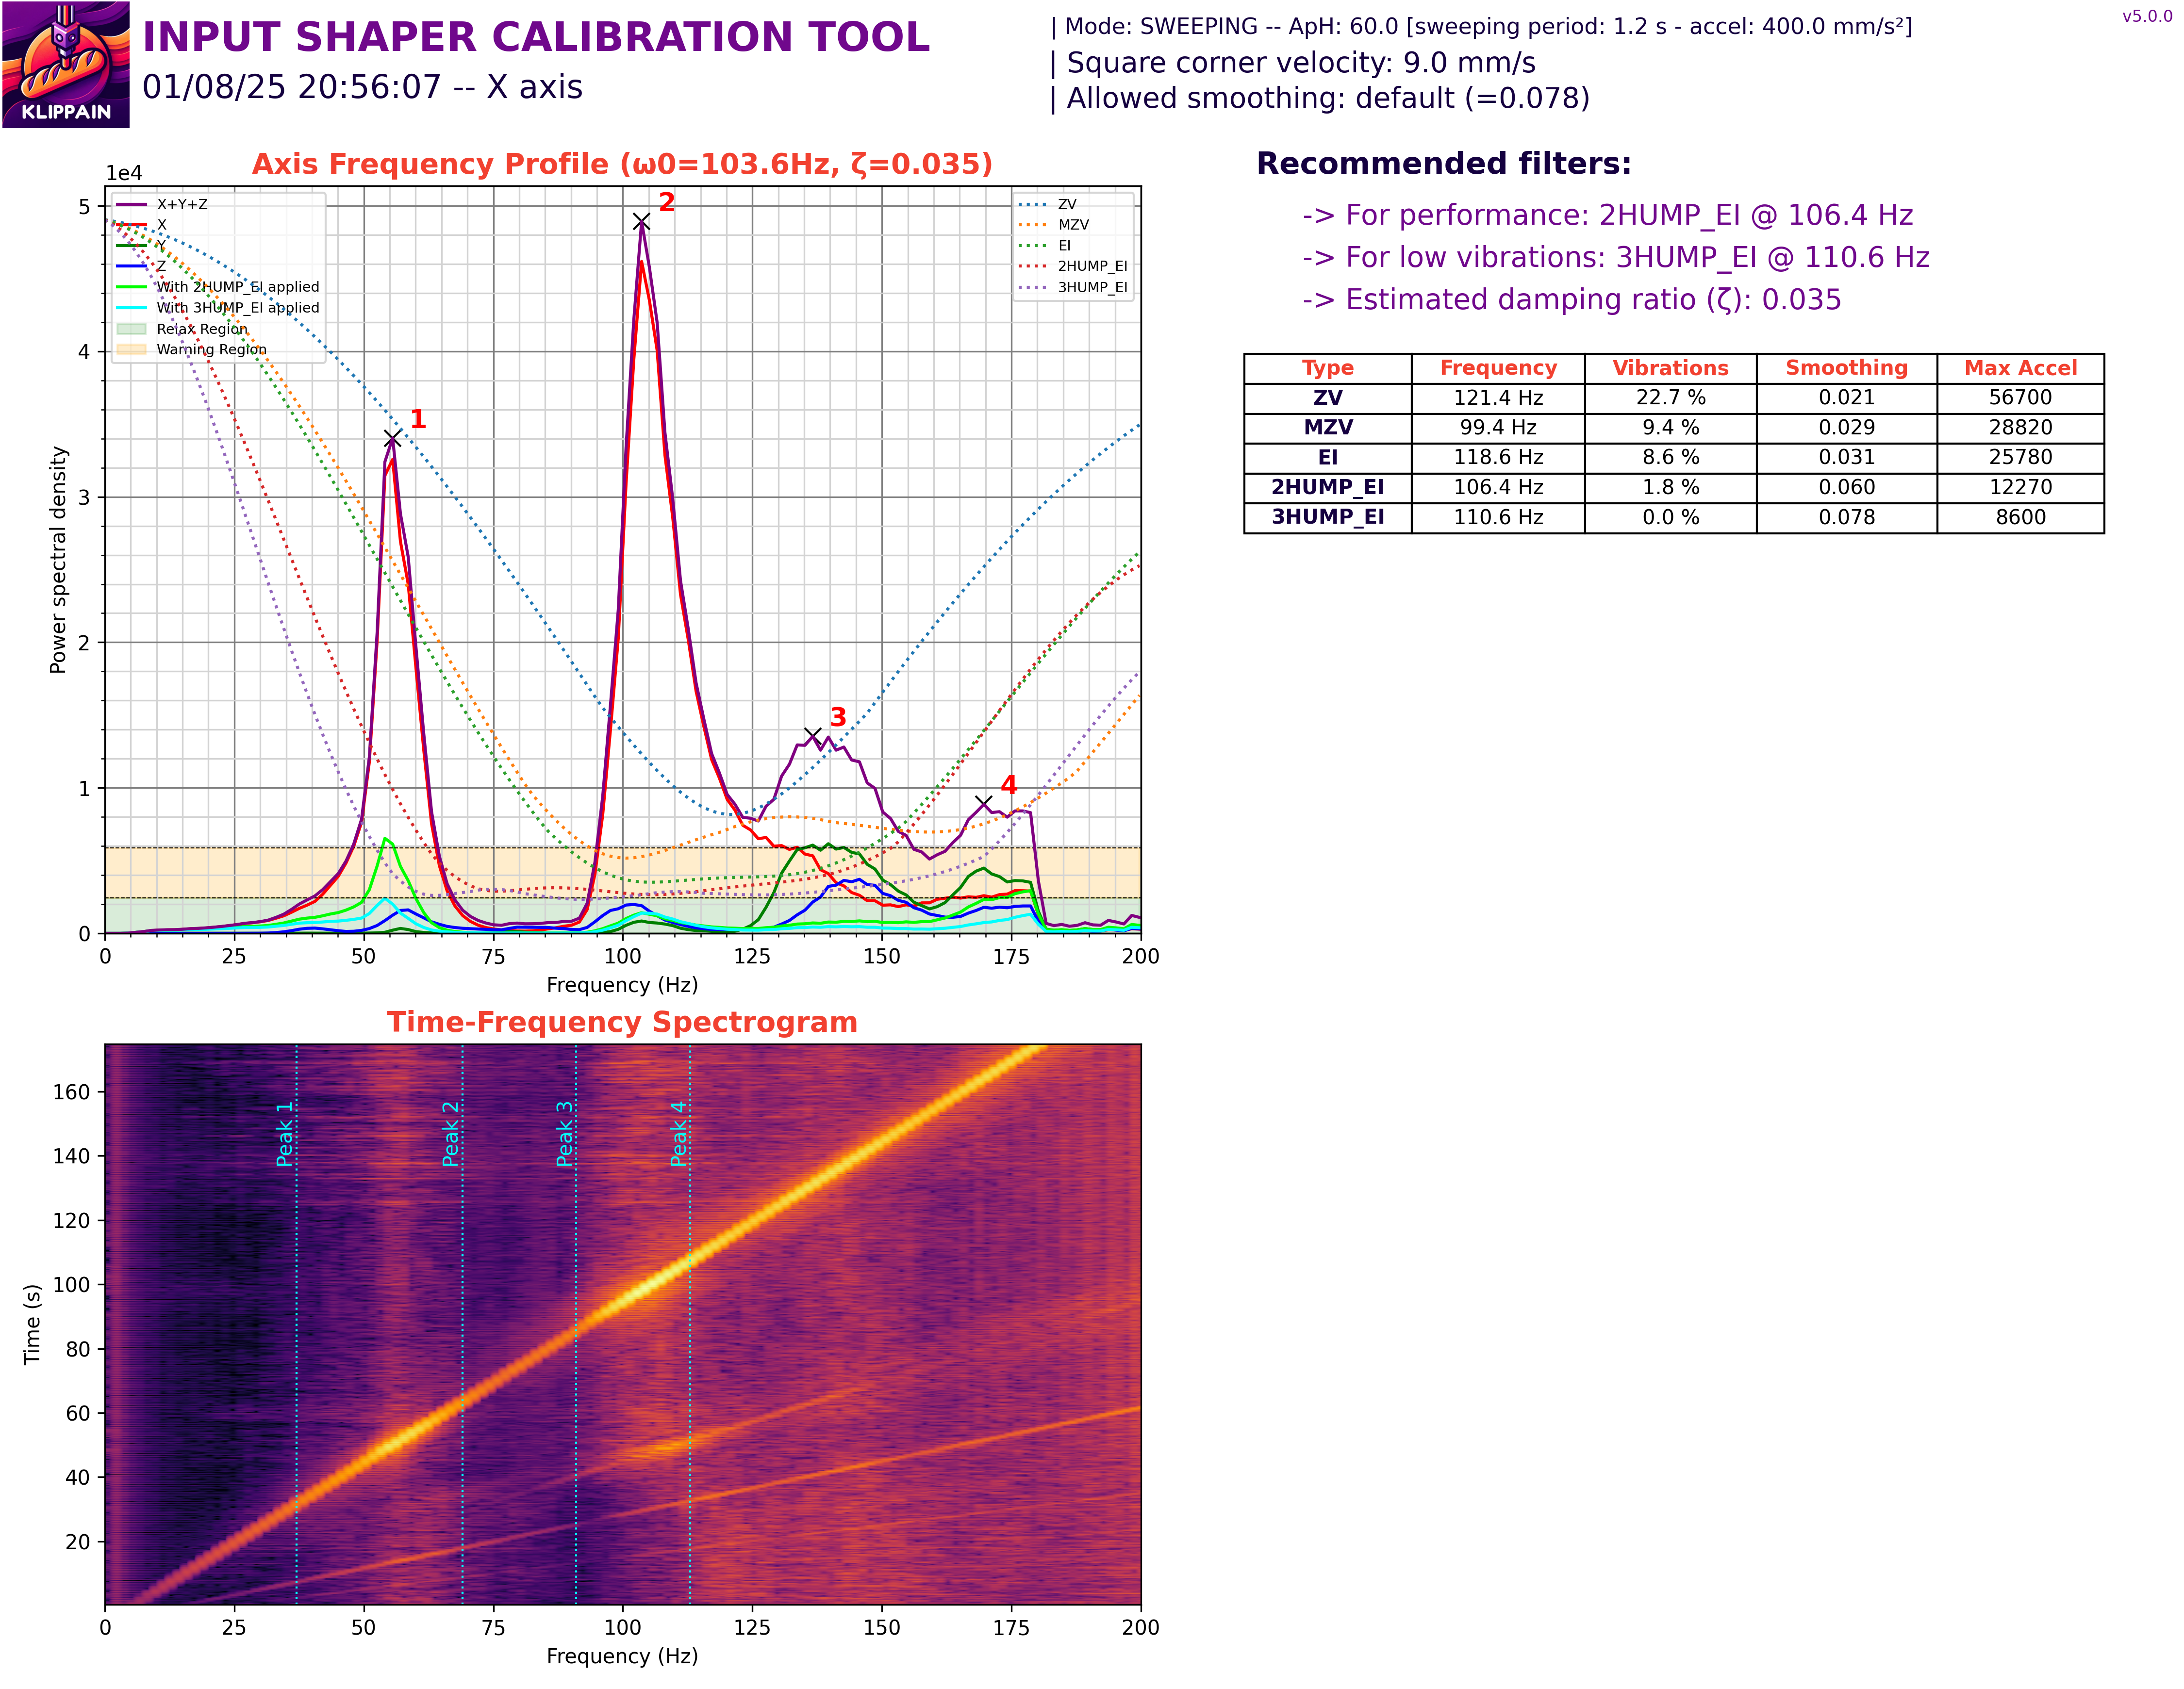 KLIPPAIN
INPUT SHAPER CALIBRATION TOOL
01/08/25 20:56:07 -- X axis
| Mode: SWEEPING -- ApH: 60.0 [sweeping period: 1.2 s - accel: 400.0 mm/s²]
| Square corner velocity: 9.0 mm/s
| Allowed smoothing: default (=0.078)
v5.0.0
Axis Frequency Profile (ω0=103.6Hz, ζ=0.035)
1e4
X+Y+Z
X
Y
Z
With 2HUMP_EI applied
With 3HUMP_EI applied
Relax Region
Warning Region
ZV
MZV
EI
2HUMP_EI
3HUMP_EI
1
2
3
4
5
4
3
2
1
0
Power spectral density
0 25 50 75 100 125 150 175 200
Frequency (Hz)
Recommended filters:
-> For performance: 2HUMP_EI @ 106.4 Hz
-> For low vibrations: 3HUMP_EI @ 110.6 Hz
-> Estimated damping ratio (ζ): 0.035
Type Frequency Vibrations Smoothing Max Accel
ZV 121.4 Hz 22.7 % 0.021 56700
MZV 99.4 Hz 9.4 % 0.029 28820
EI 118.6 Hz 8.6 % 0.031 25780
2HUMP_EI 106.4 Hz 1.8 % 0.060 12270
3HUMP_EI 110.6 Hz 0.0 % 0.078 8600
Time-Frequency Spectrogram
Peak 1
Peak 2
Peak 3
Peak 4
160
140
120
100
80
60
40
20
Time (s)
0 25 50 75 100 125 150 175 200
Frequency (Hz)